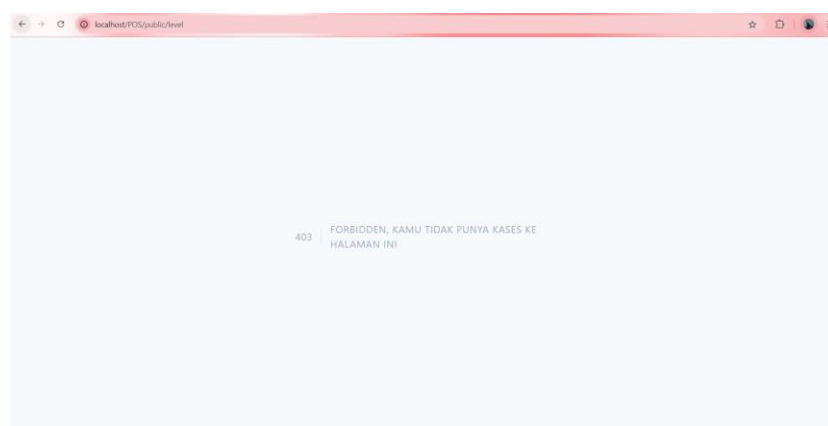 localhost/POS/public/level
403
FORBIDDEN, KAMU TIDAK PUNYA KASES KE
HALAMAN INI